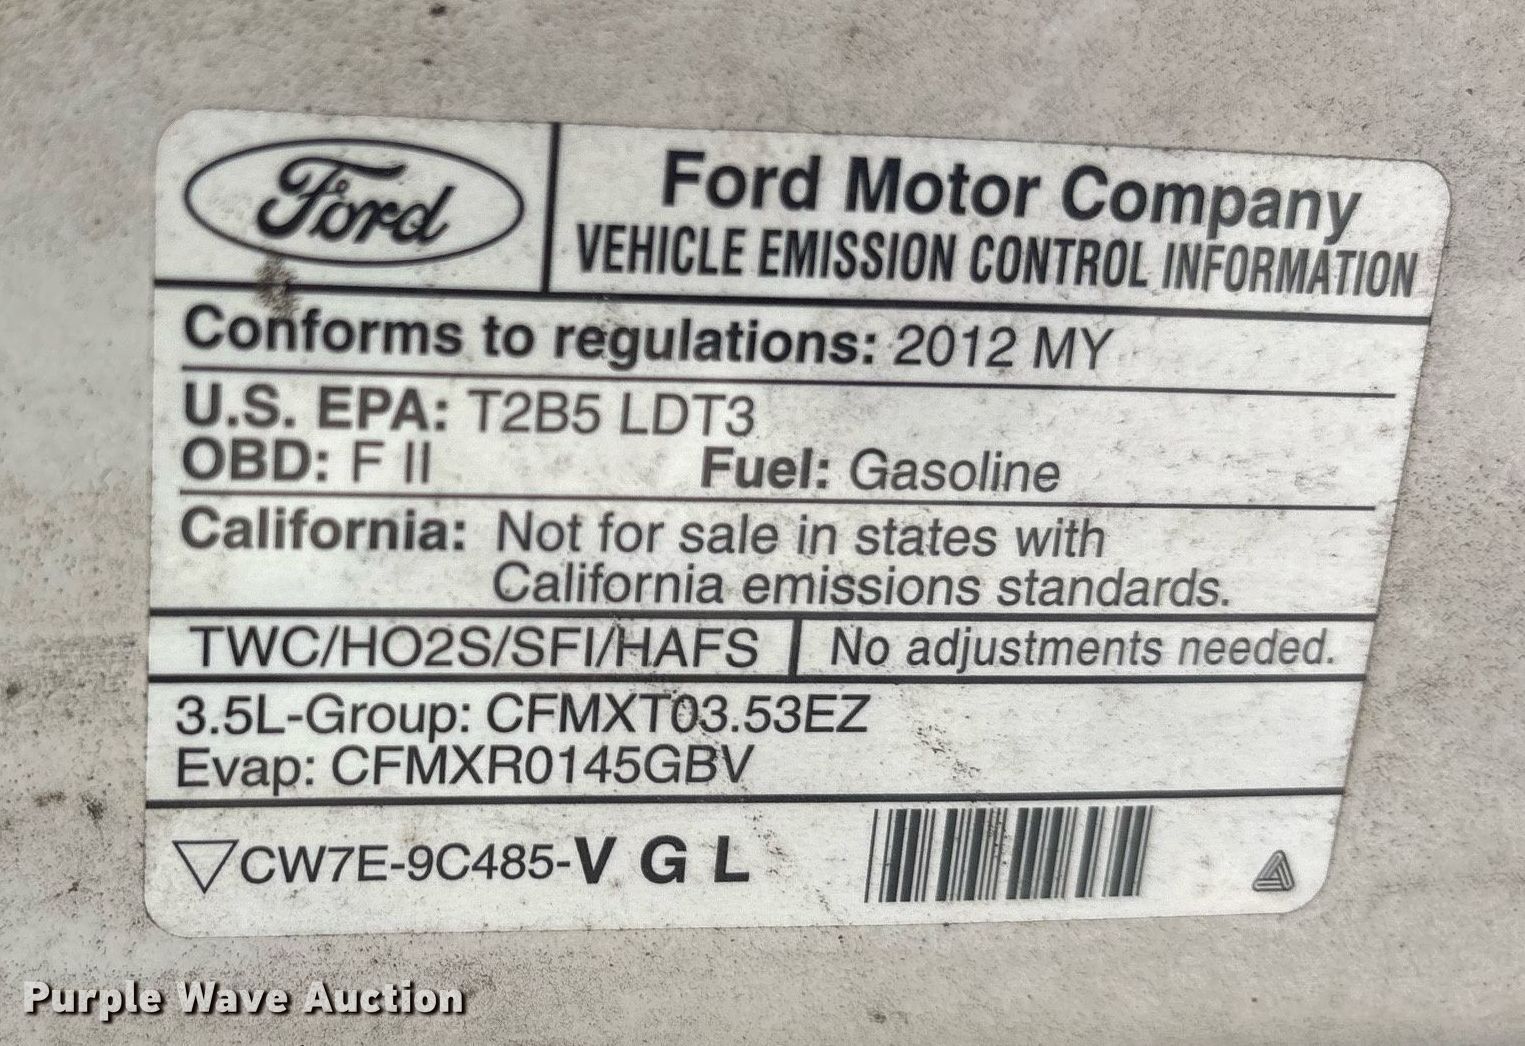 Ford
Ford Motor Company
VEHICLE EMISSION CONTROL INFORMATION
Conforms to regulations: 2012 MY
U.S. EPA: T2B5 LDT3
OBD: F II Fuel: Gasoline
California: Not for sale in states with
California emissions standards.
TWC/HO2S/SFI/HAFS No adjustments needed.
3.5L-Group: CFMXT03.53EZ
Evap: CFMXR0145GBV
CW7E-9C485-V G L
Purple Wave Auction